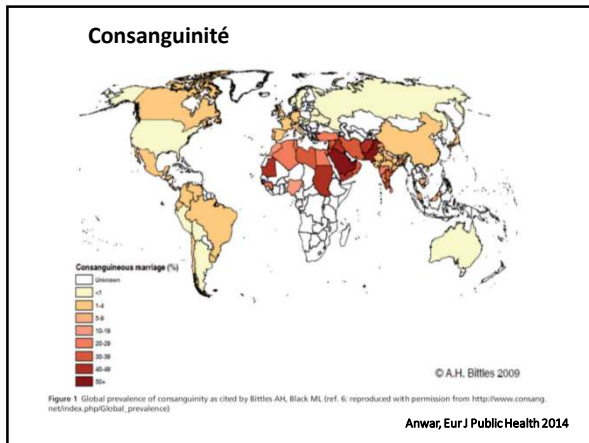 Consanguinité
Consanguineous marriage (%)
Unknown
<1
1-4
5-9
10-19
20-29
30-39
40-49
50+
© A.H. Bittles 2009
Figure 1 Global prevalence of consanguinity as cited by Bittles AH, Black ML (ref. 6: reproduced with permission from http://www.consang.
net/index.php/Global_prevalence)
Anwar, Eur J Public Health 2014